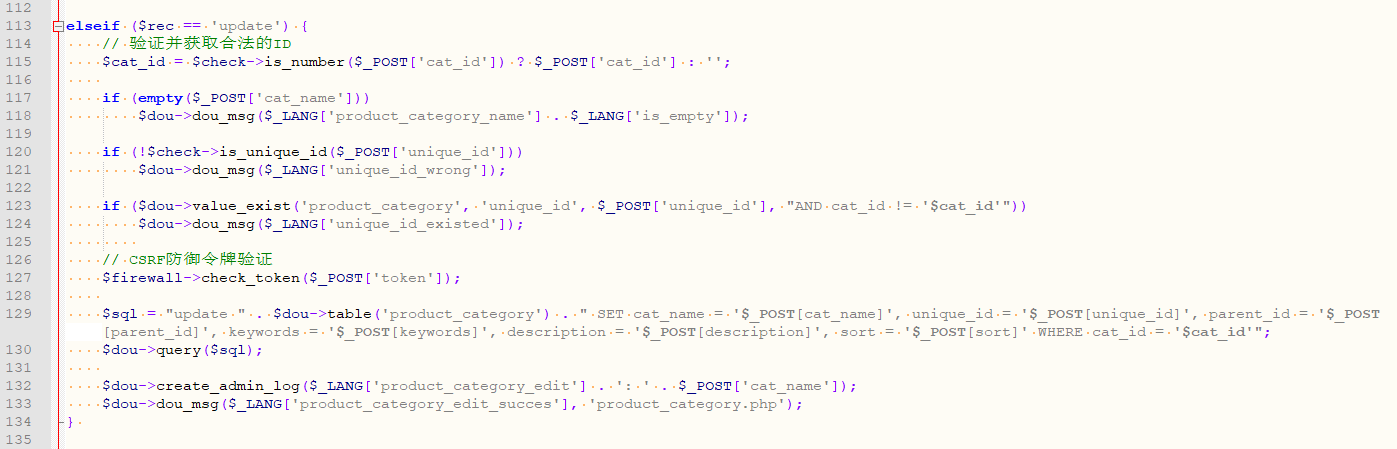 112
113 elseif ($rec == 'update') {
114 // 验证并获取合法的ID
115 $cat_id = $check->is_number($_POST['cat_id']) ? $_POST['cat_id'] : '';
116
117 if (empty($_POST['cat_name']))
118 $dou->dou_msg($_LANG['product_category_name'] . $_LANG['is_empty']);
119
120 if (!$check->is_unique_id($_POST['unique_id']))
121 $dou->dou_msg($_LANG['unique_id_wrong']);
122
123 if ($dou->value_exist('product_category', 'unique_id', $_POST['unique_id'], "AND cat_id != '$cat_id'"))
124 $dou->dou_msg($_LANG['unique_id_existed']);
125
126 // CSRF防御令牌验证
127 $firewall->check_token($_POST['token']);
128
129 $sql = "update " . $dou->table('product_category') . " SET cat_name = '$_POST[cat_name]', unique_id = '$_POST[unique_id]', parent_id = '$_POST
[parent_id]', keywords = '$_POST[keywords]', description = '$_POST[description]', sort = '$_POST[sort]' WHERE cat_id = '$cat_id'";
130 $dou->query($sql);
131
132 $dou->create_admin_log($_LANG['product_category_edit'] . ': ' . $_POST['cat_name']);
133 $dou->dou_msg($_LANG['product_category_edit_succes'], 'product_category.php');
134 }
135